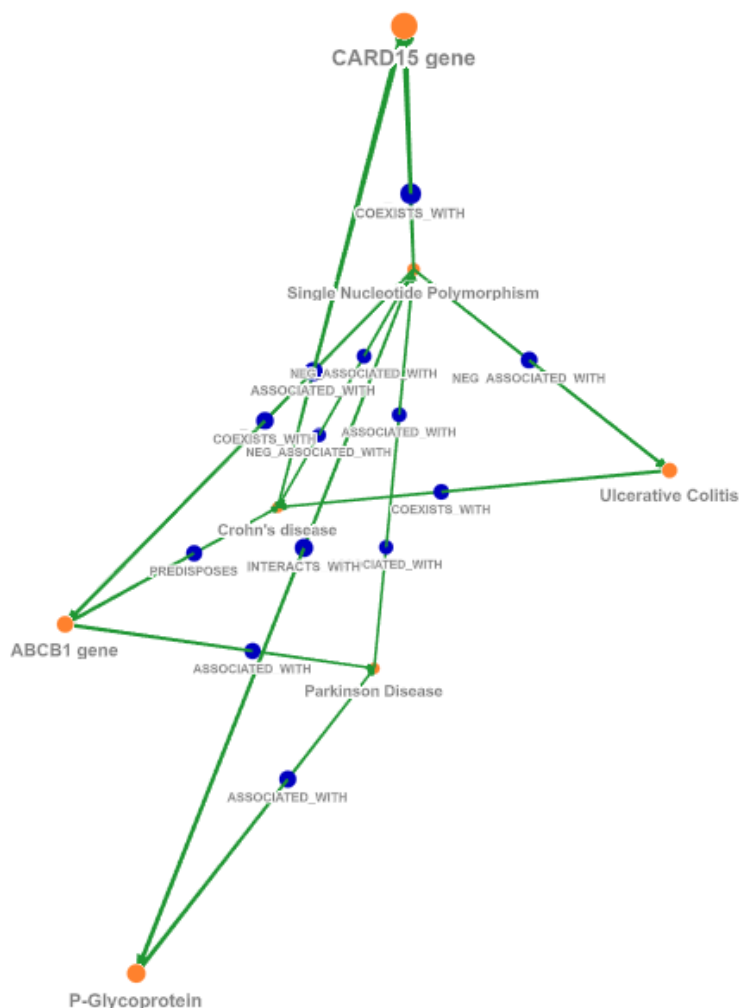 CARD15 gene
COEXISTS_WITH
Single Nucleotide Polymorphism
NEG_ASSOCIATED_WITH
NEG_ASSOCIATED_WITH
ASSOCIATED_WITH
ASSOCIATED_WITH
COEXISTS_WITH
NEG_ASSOCIATED_WITH
Ulcerative Colitis
COEXISTS_WITH
Crohn's disease
PREDISPOSES
INTERACTS_WITH
CIATED_WITH
ABCB1 gene
ASSOCIATED_WITH
Parkinson Disease
ASSOCIATED_WITH
P-Glycoprotein